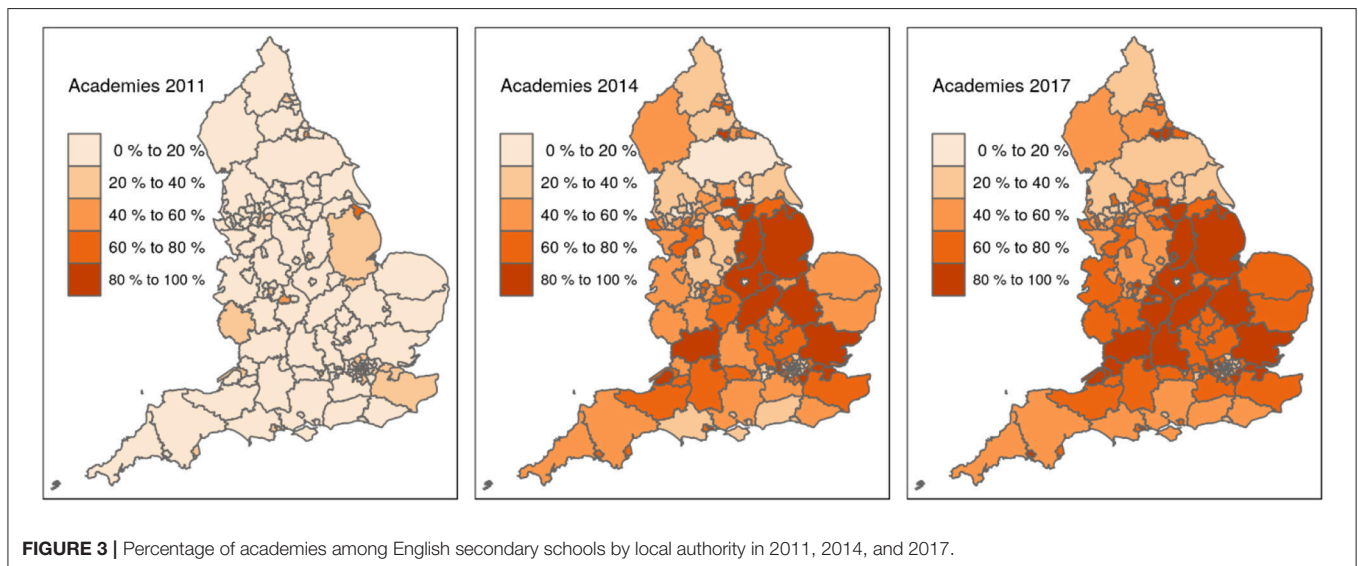 Academies 2011
0 % to 20 %
20 % to 40 %
40 % to 60 %
60 % to 80 %
80 % to 100 %
Academies 2014
0 % to 20 %
20 % to 40 %
40 % to 60 %
60 % to 80 %
80 % to 100 %
Academies 2017
0 % to 20 %
20 % to 40 %
40 % to 60 %
60 % to 80 %
80 % to 100 %
FIGURE 3 | Percentage of academies among English secondary schools by local authority in 2011, 2014, and 2017.